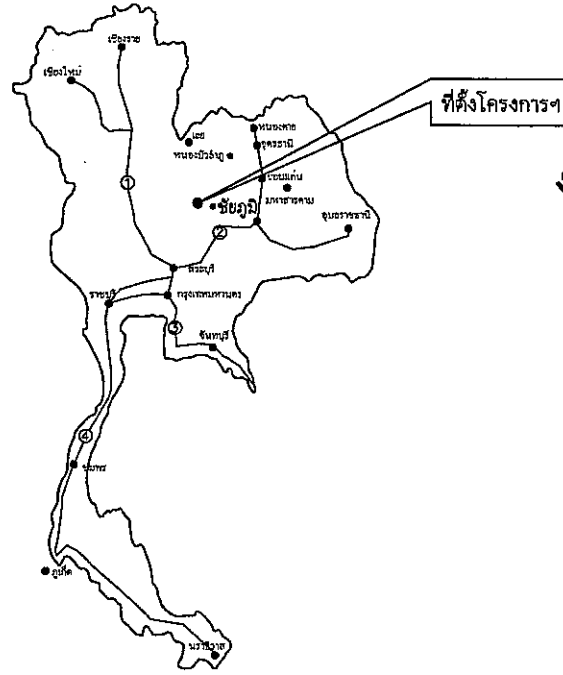 เชียงราย
เชียงใหม่
ที่ตั้งโครงการฯ
เลย
หนองคาย
อุดรธานี
หนองบัวลำภู
ขอนแก่น
มหาสารคาม
①
ชัยภูมิ
อุบลราชธานี
②
สระบุรี
ราชบุรี
กรุงเทพมหานคร
③
จันทบุรี
④
ชุมพร
ภูเก็ต
นราธิวาส